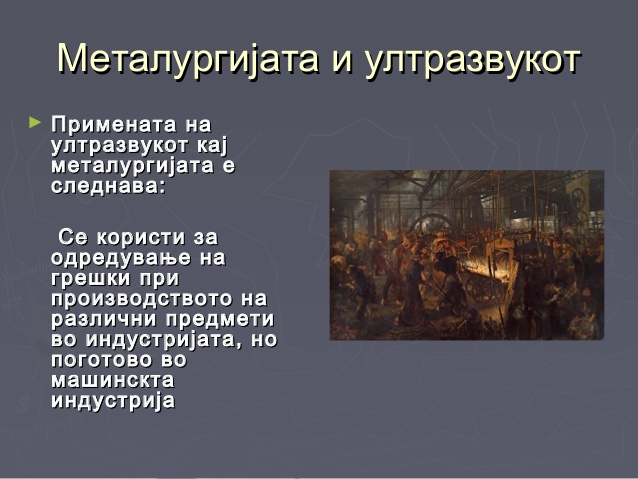 Металургијата и ултразвукот
► Примената на
ултразвукот кај
металургијата е
следнава:
Се користи за
одредување на
грешки при
производството на
различни предмети
во индустријата, но
поготово во
машинскта
индустрија